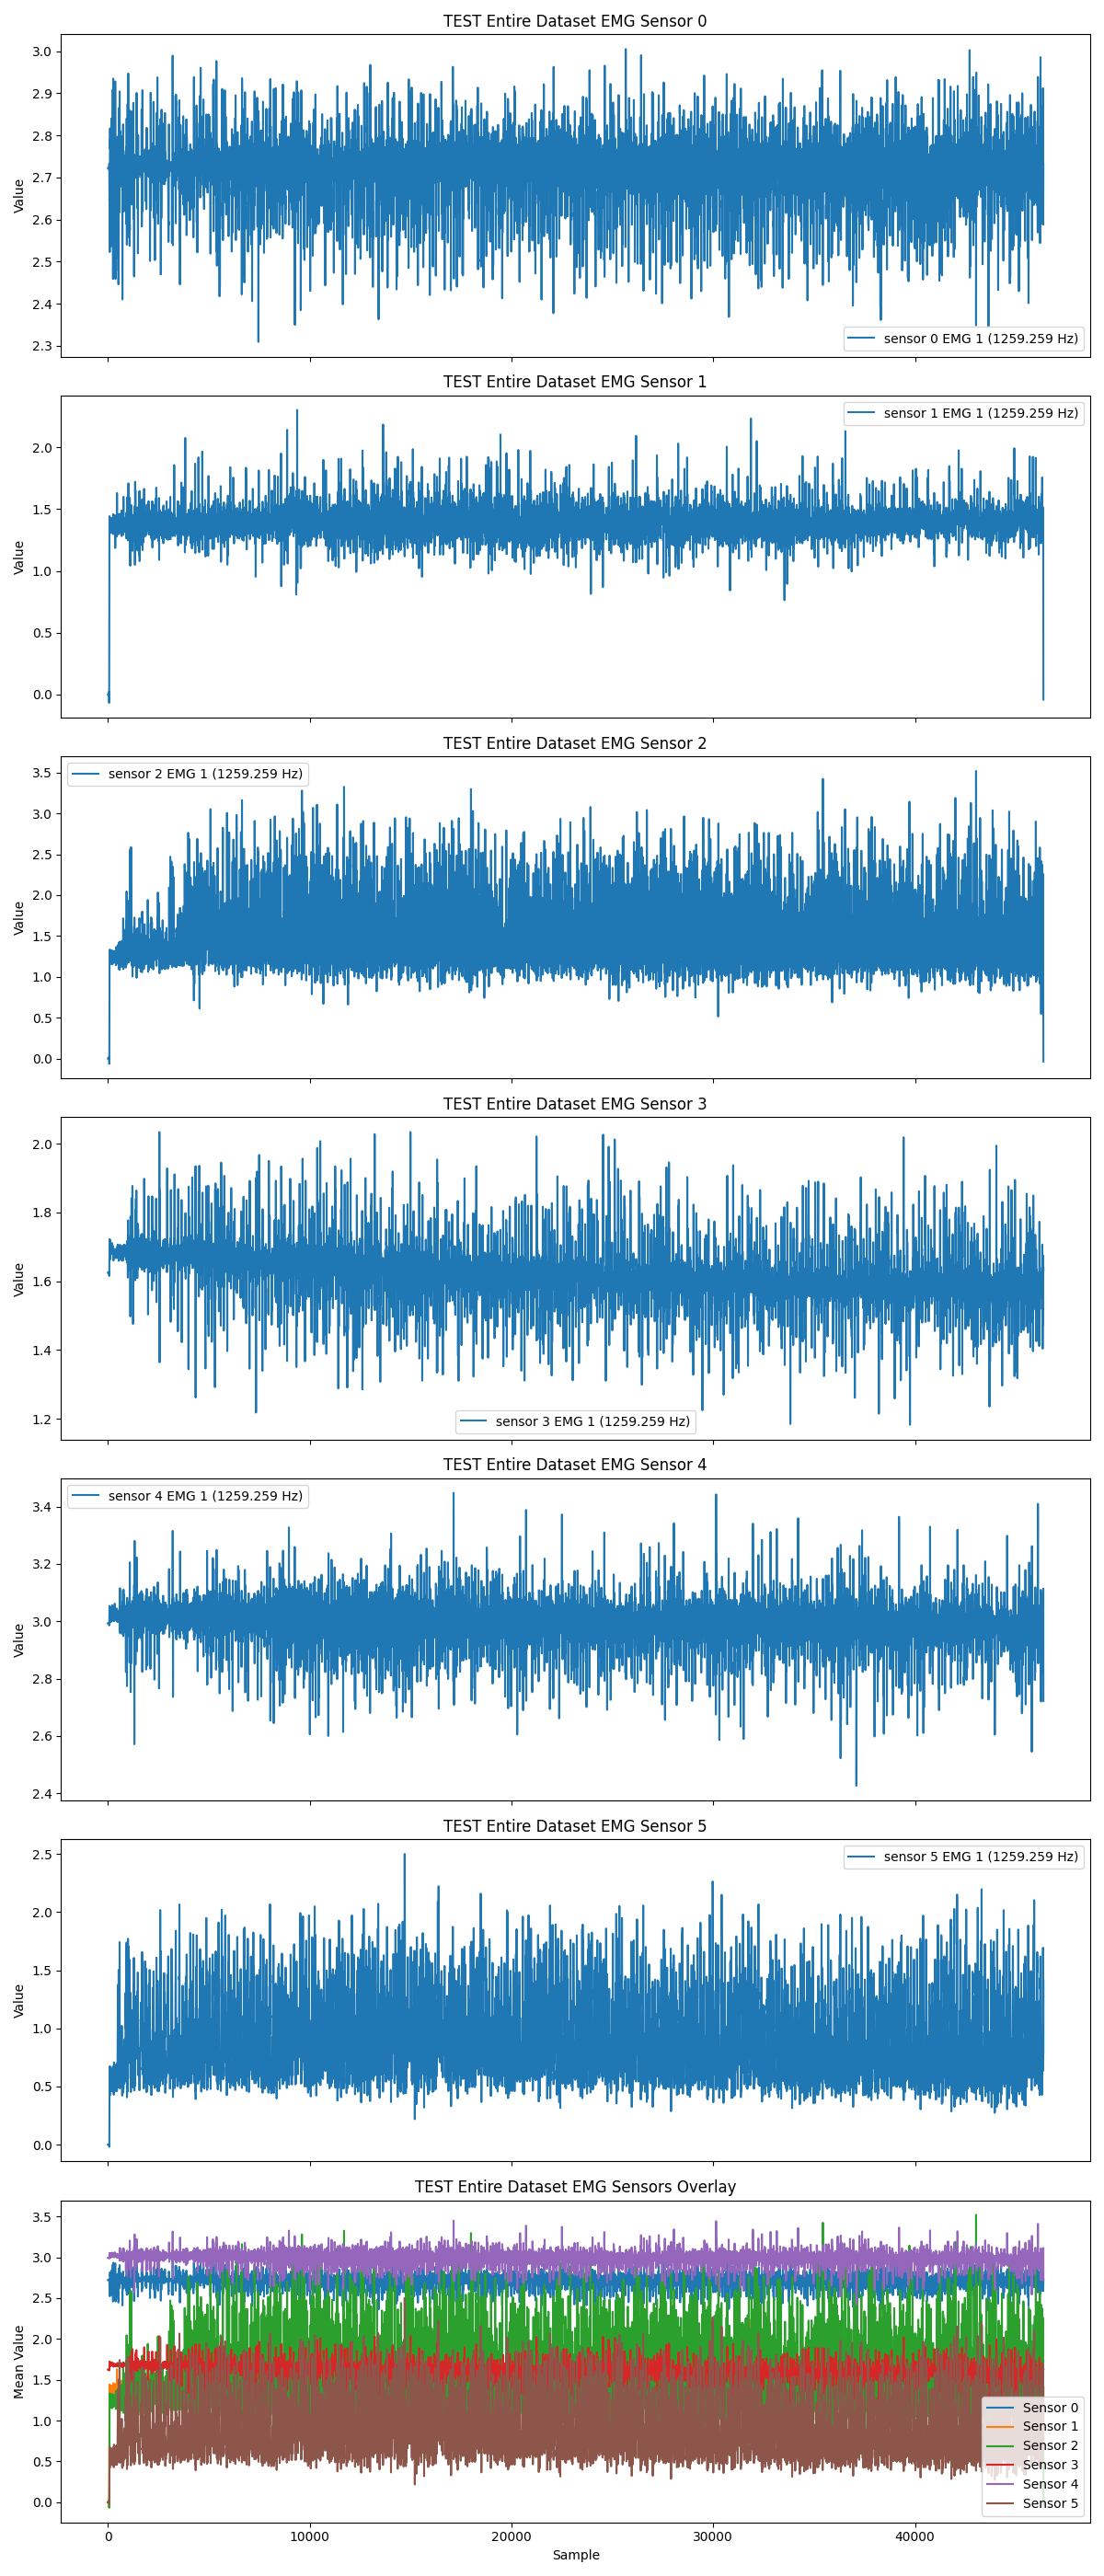 TEST Entire Dataset EMG Sensor 0
3.0
2.9
2.8
2.7
2.6
2.5
2.4
2.3
Value
sensor 0 EMG 1 (1259.259 Hz)
TEST Entire Dataset EMG Sensor 1
sensor 1 EMG 1 (1259.259 Hz)
2.0
1.5
1.0
0.5
0.0
Value
TEST Entire Dataset EMG Sensor 2
sensor 2 EMG 1 (1259.259 Hz)
3.5
3.0
2.5
2.0
1.5
1.0
0.5
0.0
Value
TEST Entire Dataset EMG Sensor 3
2.0
1.8
1.6
1.4
1.2
Value
sensor 3 EMG 1 (1259.259 Hz)
TEST Entire Dataset EMG Sensor 4
sensor 4 EMG 1 (1259.259 Hz)
3.4
3.2
3.0
2.8
2.6
2.4
Value
TEST Entire Dataset EMG Sensor 5
sensor 5 EMG 1 (1259.259 Hz)
2.5
2.0
1.5
1.0
0.5
0.0
Value
TEST Entire Dataset EMG Sensors Overlay
3.5
3.0
2.5
2.0
1.5
1.0
0.5
0.0
Mean Value
Sensor 0
Sensor 1
Sensor 2
Sensor 3
Sensor 4
Sensor 5
0
10000
20000
30000
40000
Sample